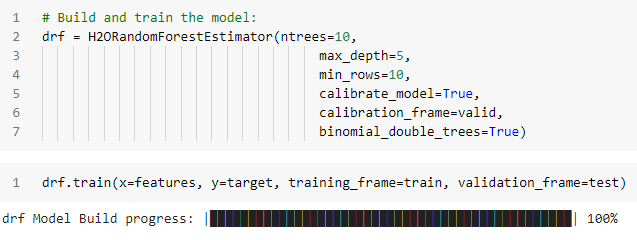 1 # Build and train the model:
2 drf = H2ORandomForestEstimator(ntrees=10,
3 max_depth=5,
4 min_rows=10,
5 calibrate_model=True,
6 calibration_frame=valid,
7 binomial_double_trees=True)
1 drf.train(x=features, y=target, training_frame=train, validation_frame=test)
drf Model Build progress: || 100%